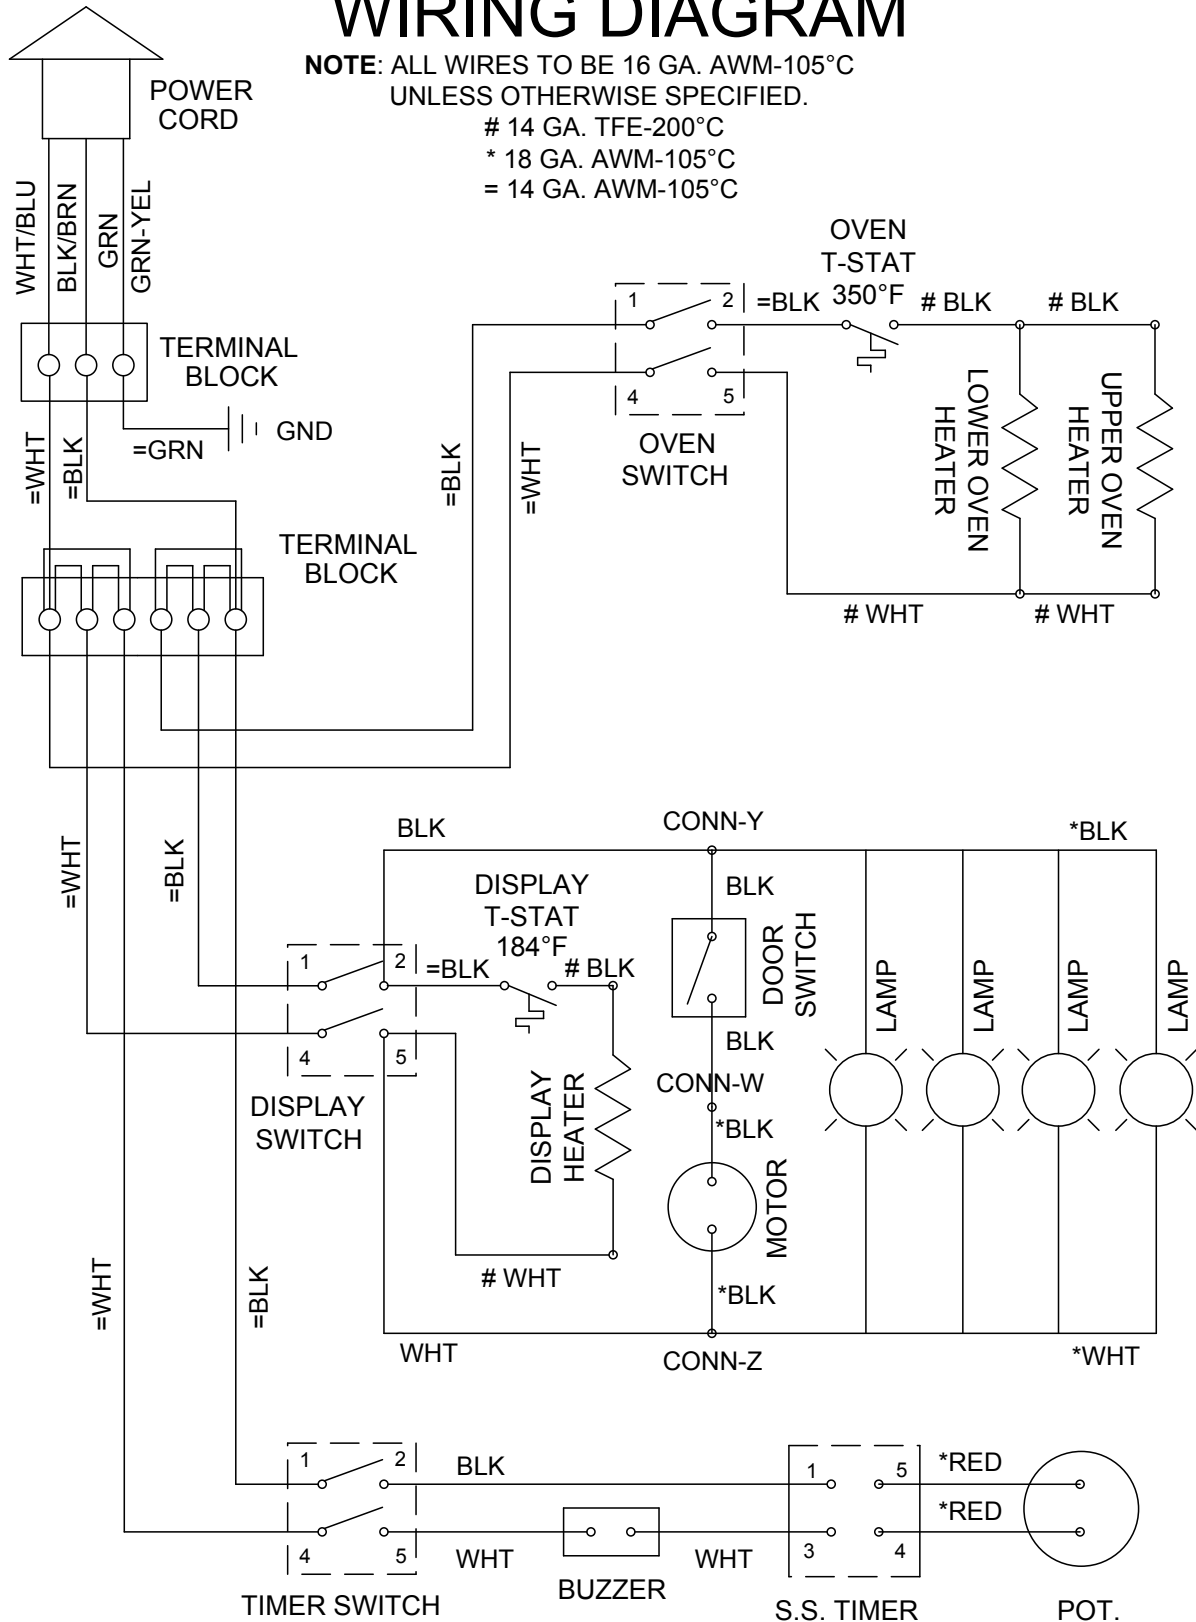 WIRING DIAGRAM
NOTE: ALL WIRES TO BE 16 GA. AWM-105°C
UNLESS OTHERWISE SPECIFIED.
# 14 GA. TFE-200°C
* 18 GA. AWM-105°C
= 14 GA. AWM-105°C
POWER
CORD
WHT/BLU
BLK/BRN
GRN
GRN-YEL
TERMINAL
BLOCK
=WHT
=BLK
=GRN
GND
TERMINAL
BLOCK
OVEN
T-STAT
350°F
1
2
=BLK
# BLK
# BLK
4
5
OVEN
SWITCH
=BLK
=WHT
LOWER OVEN
HEATER
UPPER OVEN
HEATER
# WHT
# WHT
=WHT
=BLK
BLK
CONN-Y
*BLK
DISPLAY
T-STAT
184°F
BLK
DOOR
SWITCH
1
2
=BLK
# BLK
4
5
DISPLAY
SWITCH
DISPLAY
HEATER
BLK
CONN-W
*BLK
MOTOR
LAMP
LAMP
LAMP
LAMP
# WHT
*BLK
=WHT
=BLK
WHT
CONN-Z
*WHT
1
2
BLK
1
5
*RED
4
5
WHT
WHT
3
4
*RED
TIMER SWITCH
BUZZER
S.S. TIMER
POT.